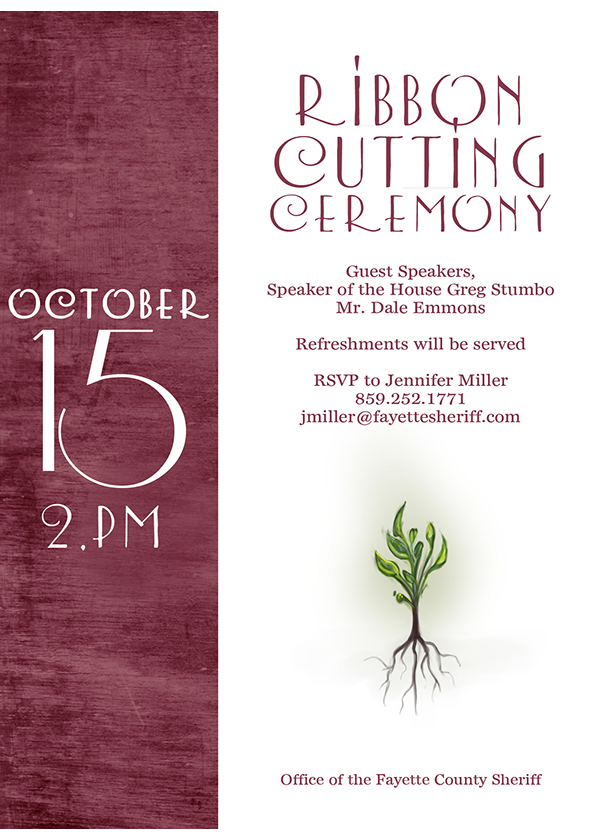 RIBBON
CUTTING
CEREMONY
Guest Speakers,
Speaker of the House Greg Stumbo
Mr. Dale Emmons
Refreshments will be served
RSVP to Jennifer Miller
859.252.1771
jmiller@fayettesheriff.com
OCTOBER
15
2.PM
Office of the Fayette County Sheriff